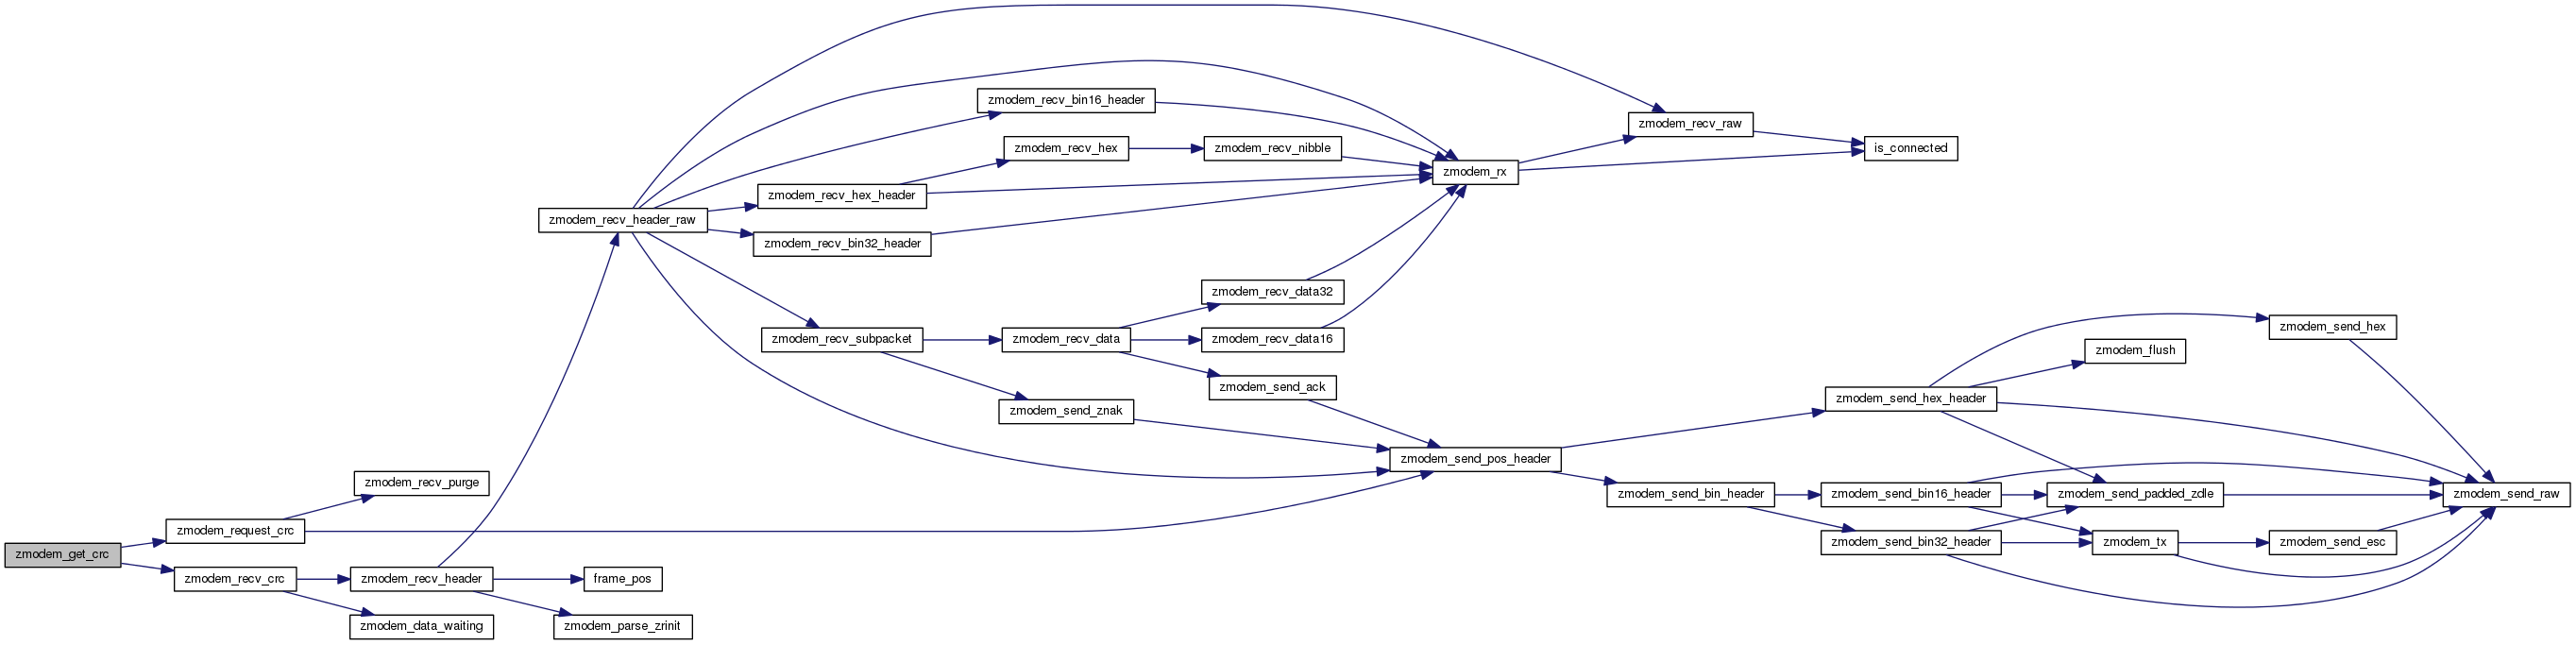 zmodem_get_crc
zmodem_request_crc
zmodem_recv_purge
zmodem_recv_crc
zmodem_recv_header
zmodem_data_waiting
frame_pos
zmodem_parse_zrinit
zmodem_recv_header_raw
zmodem_recv_bin16_header
zmodem_recv_hex_header
zmodem_recv_hex
zmodem_recv_nibble
zmodem_recv_bin32_header
zmodem_rx
zmodem_recv_raw
is_connected
zmodem_recv_subpacket
zmodem_recv_data
zmodem_recv_data32
zmodem_recv_data16
zmodem_send_ack
zmodem_send_znak
zmodem_send_pos_header
zmodem_send_hex_header
zmodem_send_hex
zmodem_flush
zmodem_send_bin_header
zmodem_send_bin16_header
zmodem_send_bin32_header
zmodem_send_padded_zdle
zmodem_tx
zmodem_send_esc
zmodem_send_raw